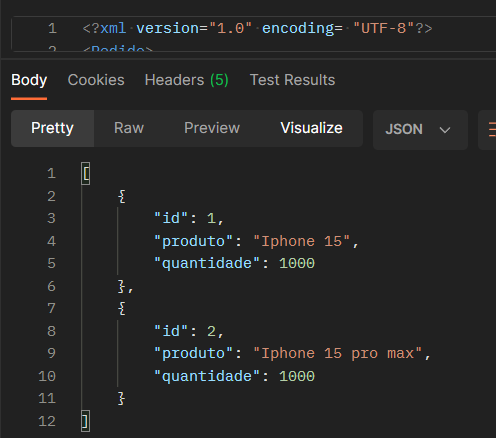 1 <?xml version="1.0" encoding= "UTF-8"?>
2 <Pedido>
Body Cookies Headers (5) Test Results
Pretty Raw Preview Visualize JSON
1 [
2 {
3 "id": 1,
4 "produto": "Iphone 15",
5 "quantidade": 1000
6 },
7 {
8 "id": 2,
9 "produto": "Iphone 15 pro max",
10 "quantidade": 1000
11 }
12 ]